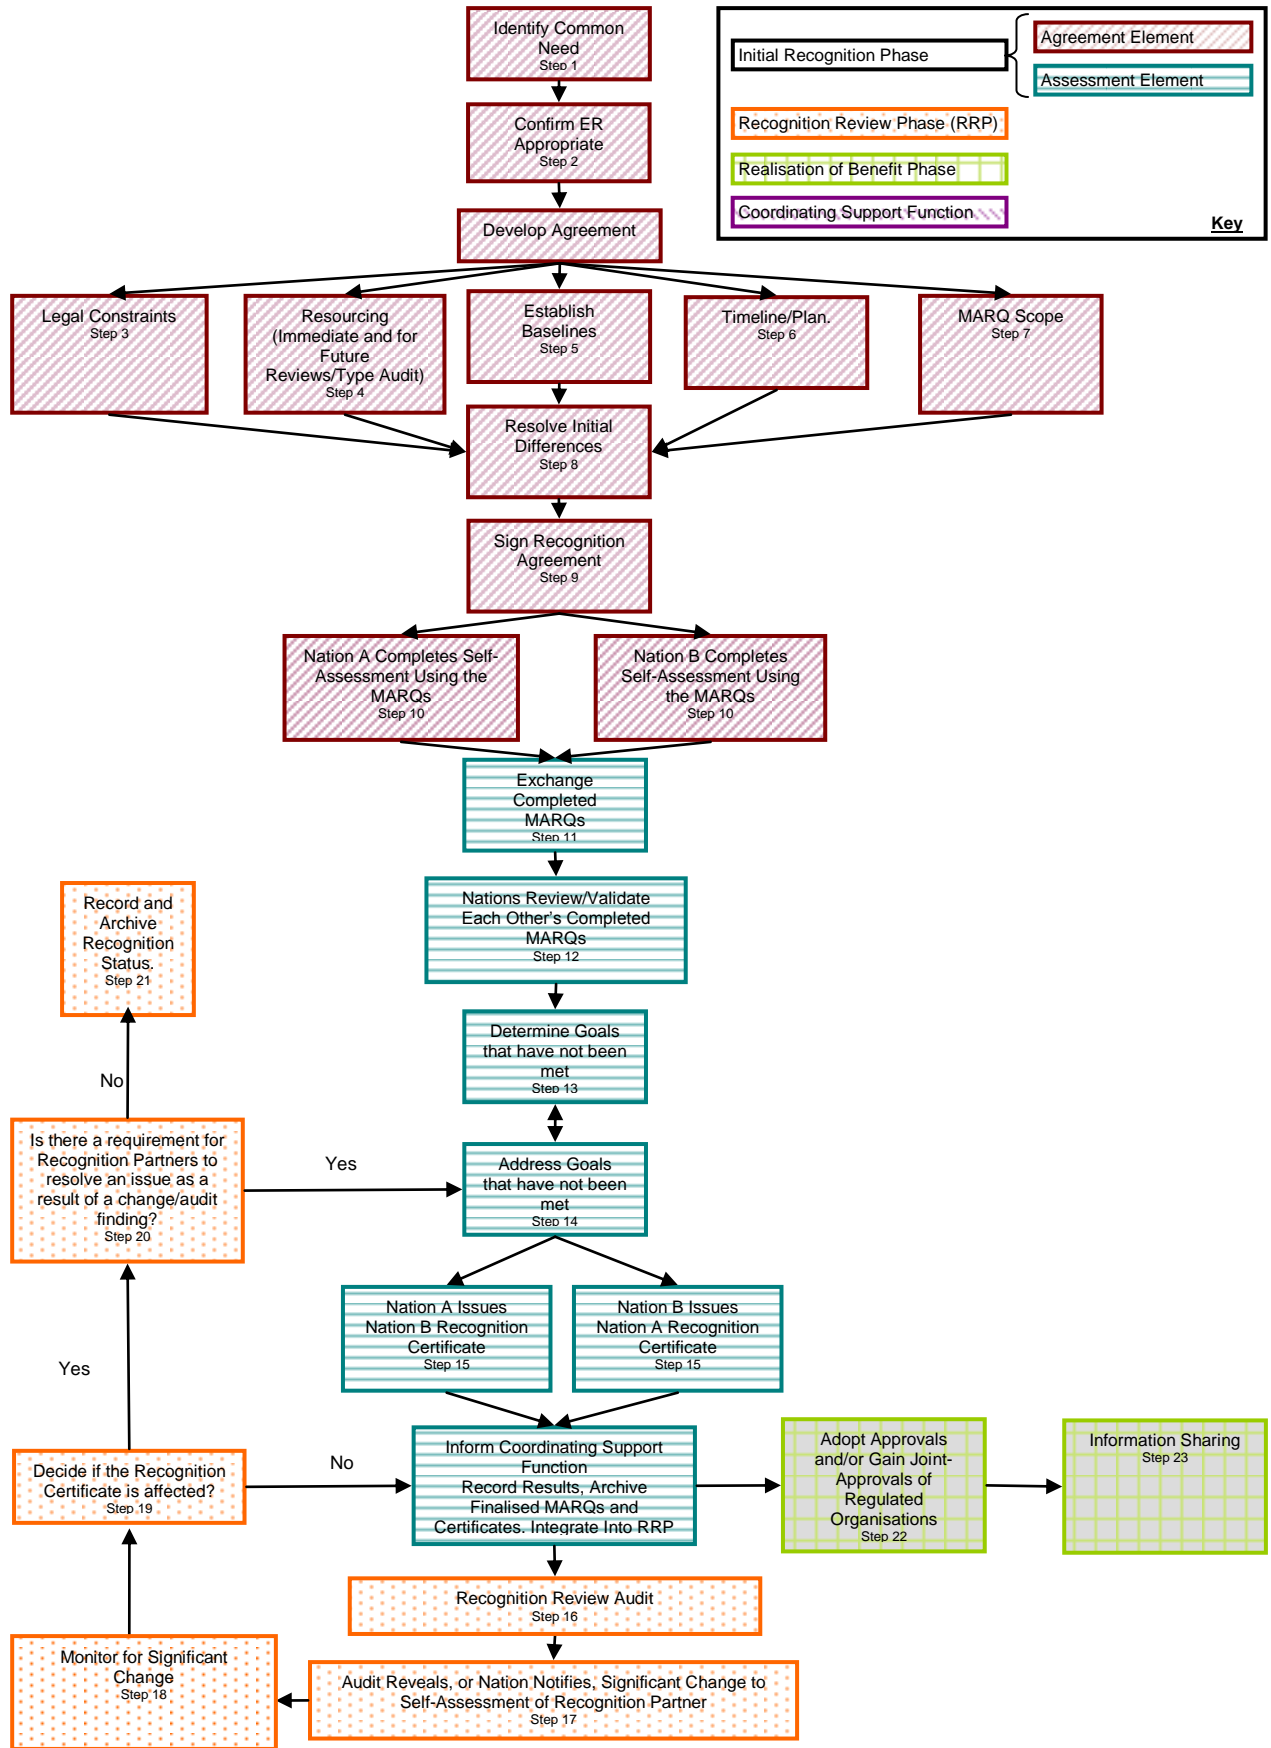 Identify Common
Need
Step 1
Initial Recognition Phase
Agreement Element
Assessment Element
Recognition Review Phase (RRP)
Realisation of Benefit Phase
Coordinating Support Function
Key
Confirm ER
Appropriate
Step 2
Develop Agreement
Legal Constraints
Step 3
Resourcing
(Immediate and for
Future
Reviews/Type Audit)
Step 4
Establish
Baselines
Step 5
Timeline/Plan.
Step 6
MARQ Scope
Step 7
Resolve Initial
Differences
Step 8
Sign Recognition
Agreement
Step 9
Nation A Completes Self-
Assessment Using the
MARQs
Step 10
Nation B Completes
Self-Assessment Using
the MARQs
Step 10
Exchange
Completed
MARQs
Step 11
Nations Review/Validate
Each Other's Completed
MARQs
Step 12
Record and
Archive
Recognition
Status.
Step 21
Determine Goals
that have not been
met
Step 13
No
Is there a requirement for
Recognition Partners to
resolve an issue as a
result of a change/audit
finding?
Step 20
Yes
Address Goals
that have not been
met
Step 14
Nation A Issues
Nation B Recognition
Certificate
Step 15
Nation B Issues
Nation A Recognition
Certificate
Step 15
Yes
Decide if the Recognition
Certificate is affected?
Step 19
No
Inform Coordinating Support
Function
Record Results, Archive
Finalised MARQs and
Certificates. Integrate Into RRP
Adopt Approvals
and/or Gain Joint-
Approvals of
Regulated
Organisations
Step 22
Information Sharing
Step 23
Recognition Review Audit
Step 16
Monitor for Significant
Change
Step 18
Audit Reveals, or Nation Notifies, Significant Change to
Self-Assessment of Recognition Partner
Step 17